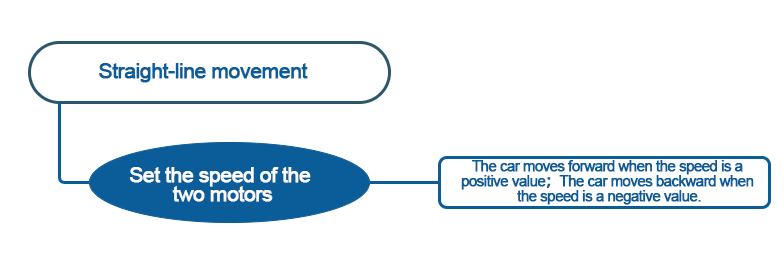 Straight-line movement
Set the speed of the
two motors
The car moves forward when the speed is a
positive value；The car moves backward when
the speed is a negative value.